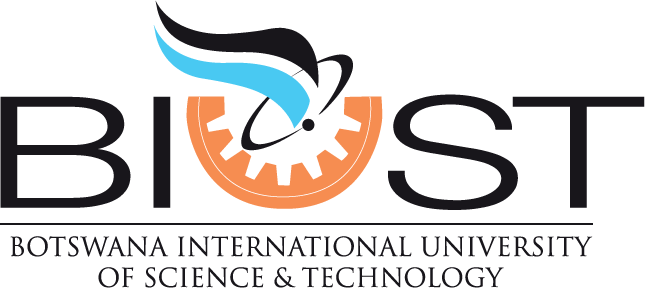 BIUST
BOTSWANA INTERNATIONAL UNIVERSITY
OF SCIENCE & TECHNOLOGY